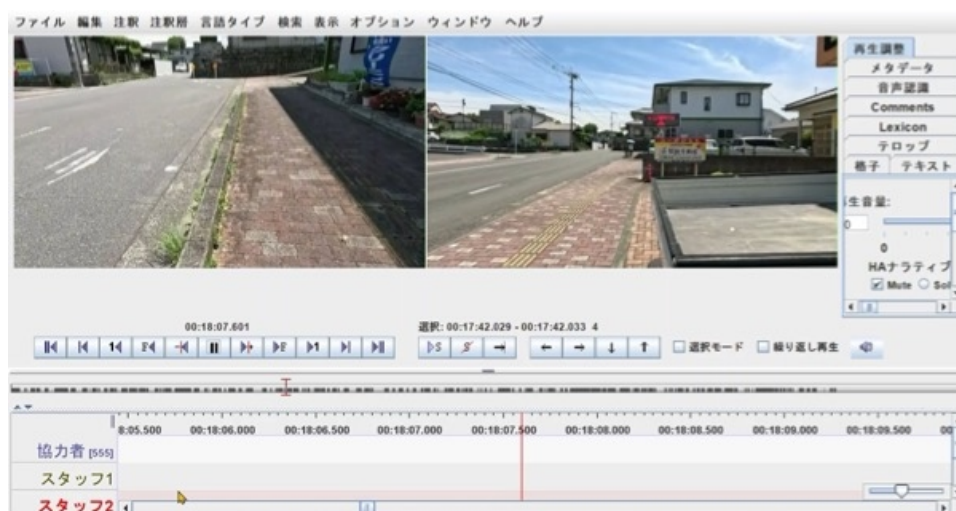 ファイル 編集 注釈 注釈層 言語タイプ 検索 表示 オプション ウィンドウ ヘルプ
再生調整
メタデータ
音声認識
Comments
Lexicon
テロップ
格子 テキスト
生音量:
0
0
HAナラティブ
Mute Sol
00:18:07.601
選択: 00:17:42.029 - 00:17:42.033 4
1 F F 1
S S
選択モード 繰り返し再生
8:05.500 00:18:06.000 00:18:06.500 00:18:07.000 00:18:07.500 00:18:08.000 00:18:08.500 00:18:09.000 00:18:09.500 00
協力者 [555]
スタッフ1
スタッフ2